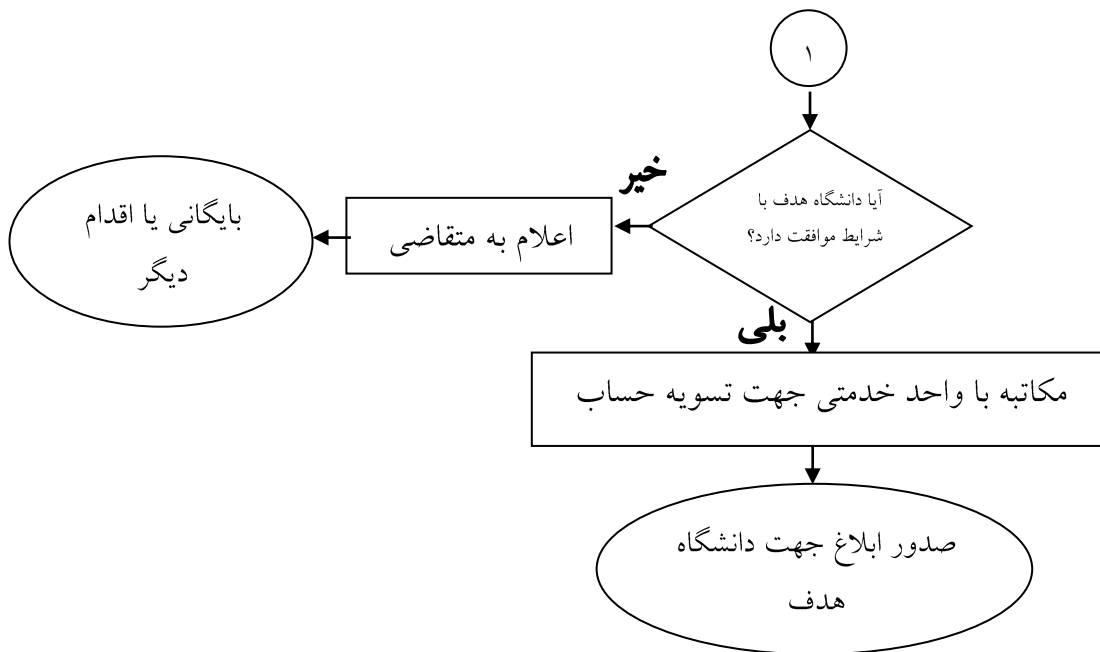 ۱
آیا دانشگاه هدف با
شرایط موافقت دارد؟
خیر
اعلام به متقاضی
بایگانی یا اقدام
دیگر
بلی
مکاتبه با واحد خدمتی جهت تسویه حساب
صدور ابلاغ جهت دانشگاه
هدف